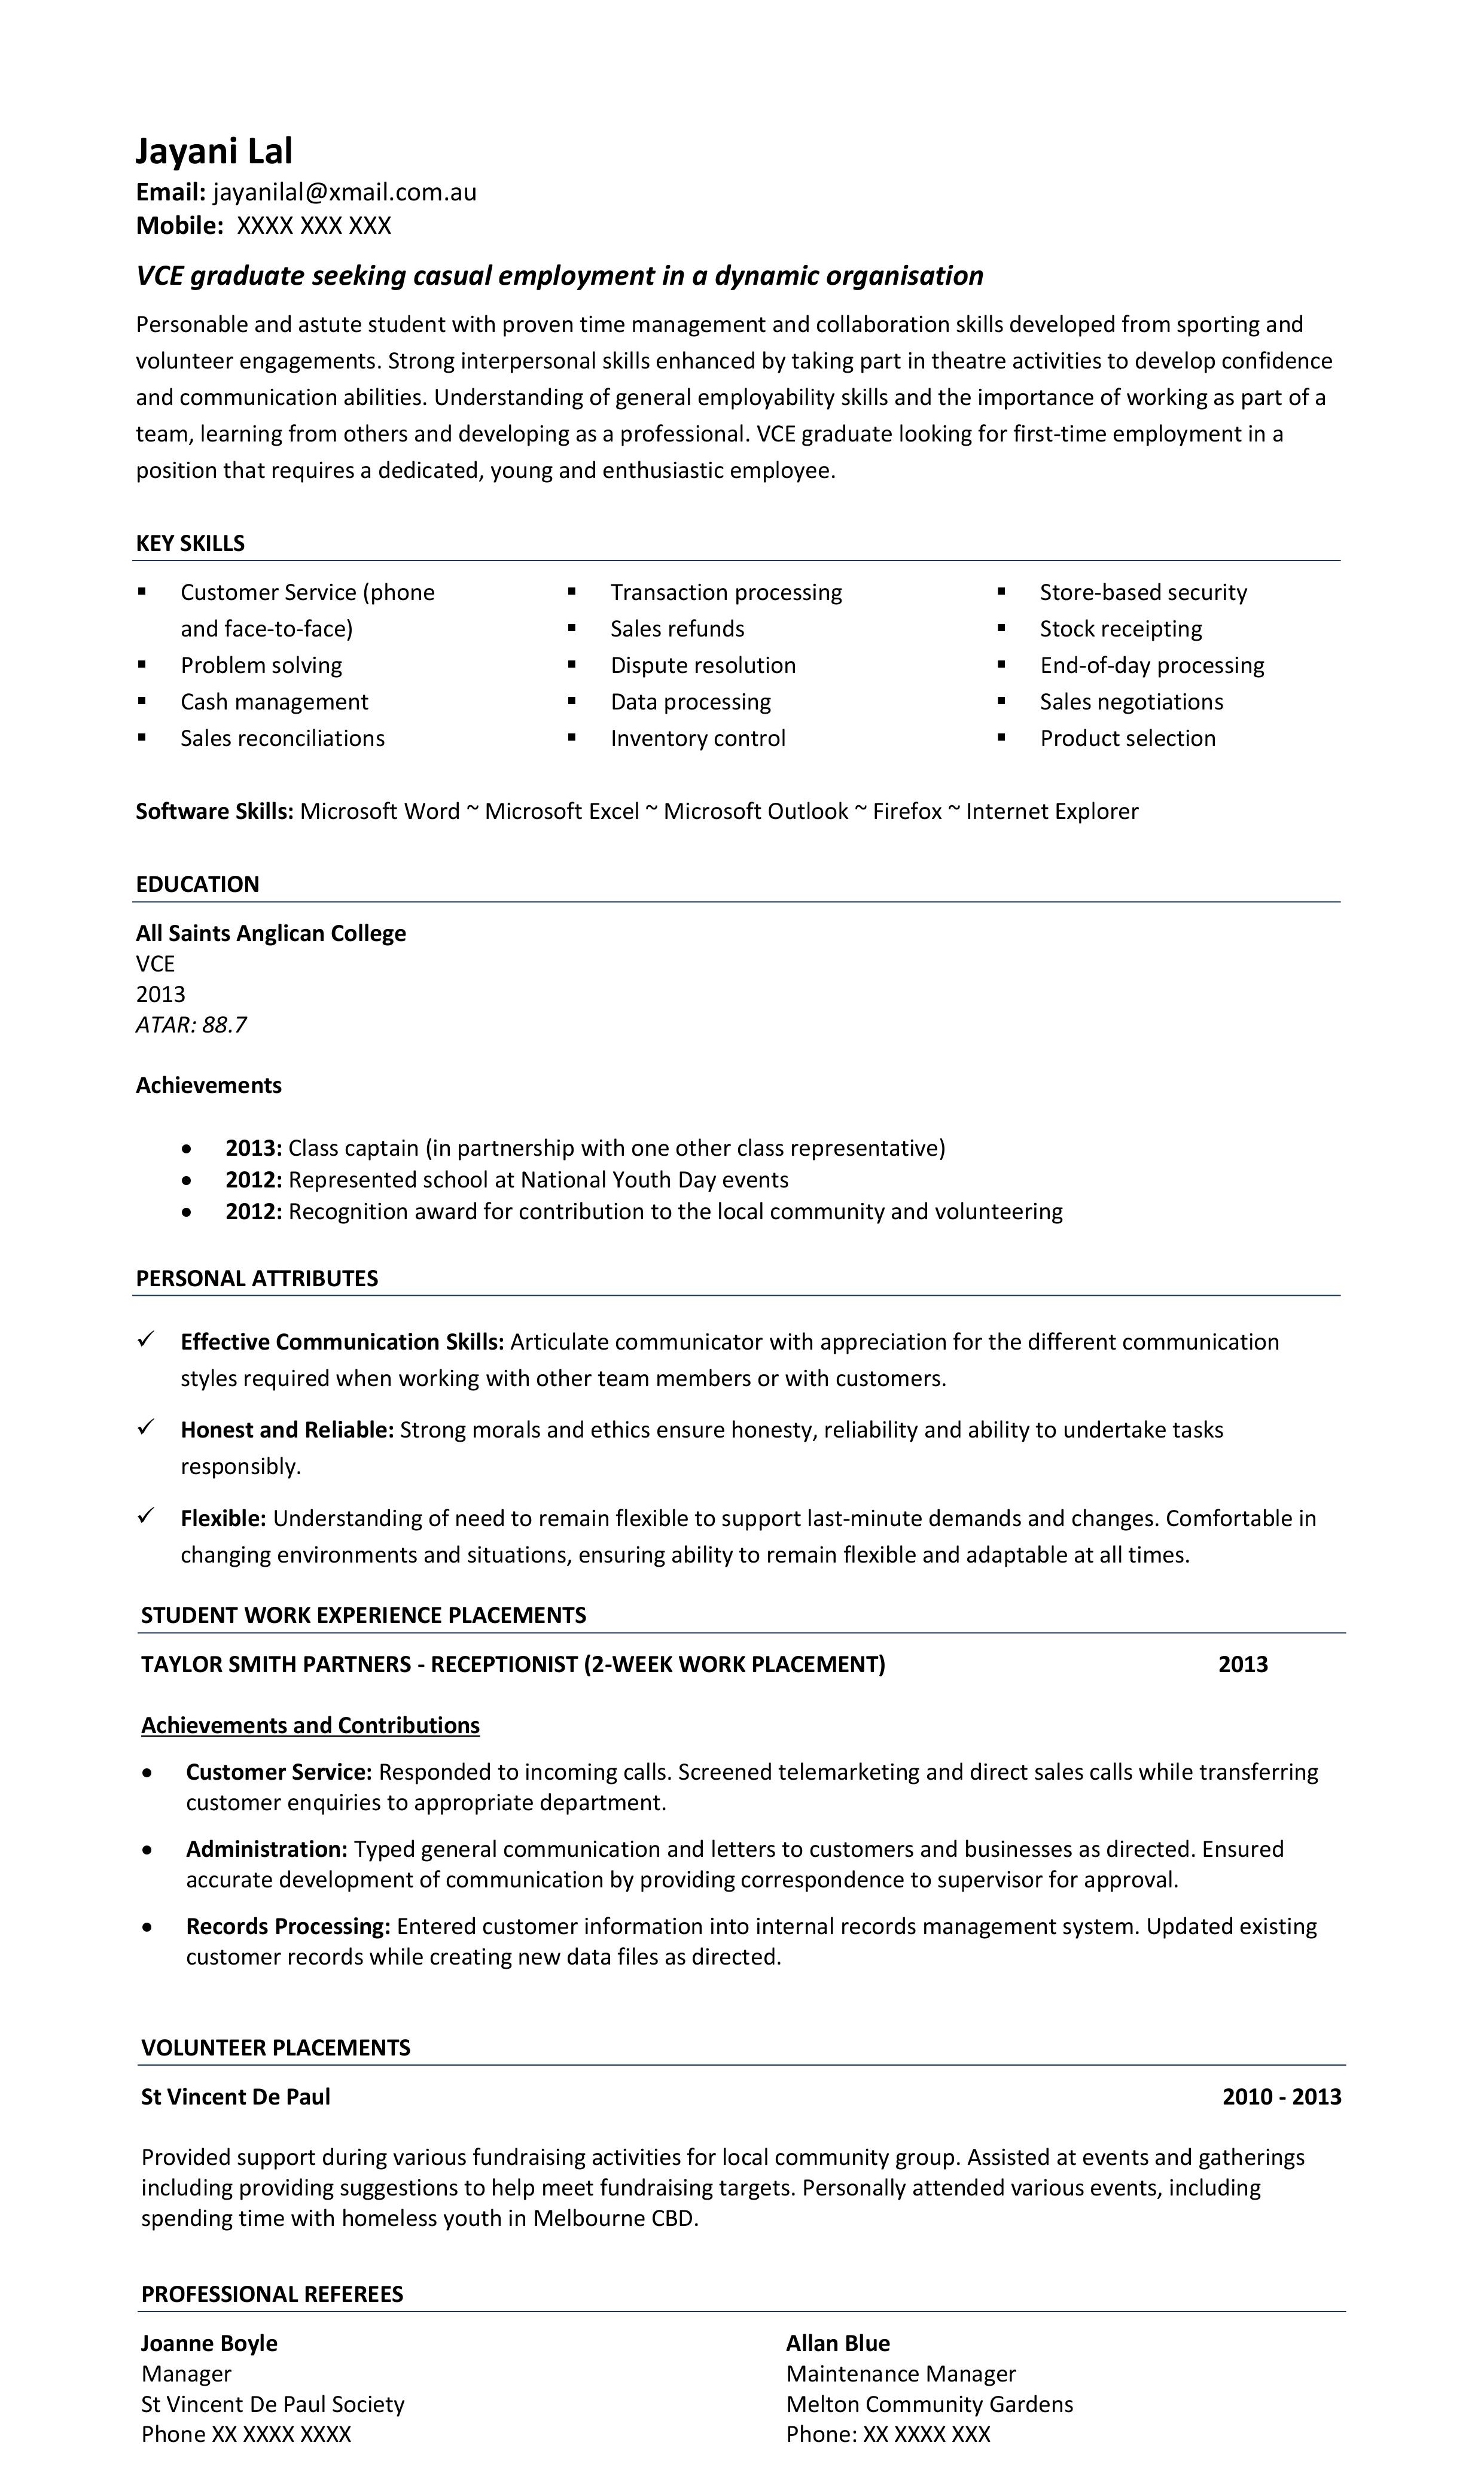 Jayani Lal
Email: jayanilal@xmail.com.au
Mobile: XXXX XXX XXX
VCE graduate seeking casual employment in a dynamic organisation
Personable and astute student with proven time management and collaboration skills developed from sporting and
volunteer engagements. Strong interpersonal skills enhanced by taking part in theatre activities to develop confidence
and communication abilities. Understanding of general employability skills and the importance of working as part of a
team, learning from others and developing as a professional. VCE graduate looking for first-time employment in a
position that requires a dedicated, young and enthusiastic employee.
KEY SKILLS
▪ Customer Service (phone
and face-to-face)
▪ Problem solving
▪ Cash management
▪ Sales reconciliations
▪ Transaction processing
▪ Sales refunds
▪ Dispute resolution
▪ Data processing
▪ Inventory control
▪ Store-based security
▪ Stock receipting
▪ End-of-day processing
▪ Sales negotiations
▪ Product selection
Software Skills: Microsoft Word ~ Microsoft Excel ~ Microsoft Outlook ~ Firefox ~ Internet Explorer
EDUCATION
All Saints Anglican College
VCE
2013
ATAR: 88.7
Achievements
• 2013: Class captain (in partnership with one other class representative)
• 2012: Represented school at National Youth Day events
• 2012: Recognition award for contribution to the local community and volunteering
PERSONAL ATTRIBUTES
✓ Effective Communication Skills: Articulate communicator with appreciation for the different communication
styles required when working with other team members or with customers.
✓ Honest and Reliable: Strong morals and ethics ensure honesty, reliability and ability to undertake tasks
responsibly.
✓ Flexible: Understanding of need to remain flexible to support last-minute demands and changes. Comfortable in
changing environments and situations, ensuring ability to remain flexible and adaptable at all times.
STUDENT WORK EXPERIENCE PLACEMENTS
TAYLOR SMITH PARTNERS - RECEPTIONIST (2-WEEK WORK PLACEMENT) 2013
Achievements and Contributions
• Customer Service: Responded to incoming calls. Screened telemarketing and direct sales calls while transferring
customer enquiries to appropriate department.
• Administration: Typed general communication and letters to customers and businesses as directed. Ensured
accurate development of communication by providing correspondence to supervisor for approval.
• Records Processing: Entered customer information into internal records management system. Updated existing
customer records while creating new data files as directed.
VOLUNTEER PLACEMENTS
St Vincent De Paul 2010 - 2013
Provided support during various fundraising activities for local community group. Assisted at events and gatherings
including providing suggestions to help meet fundraising targets. Personally attended various events, including
spending time with homeless youth in Melbourne CBD.
PROFESSIONAL REFEREES
Joanne Boyle
Manager
St Vincent De Paul Society
Phone XX XXXX XXXX
Allan Blue
Maintenance Manager
Melton Community Gardens
Phone: XX XXXX XXX